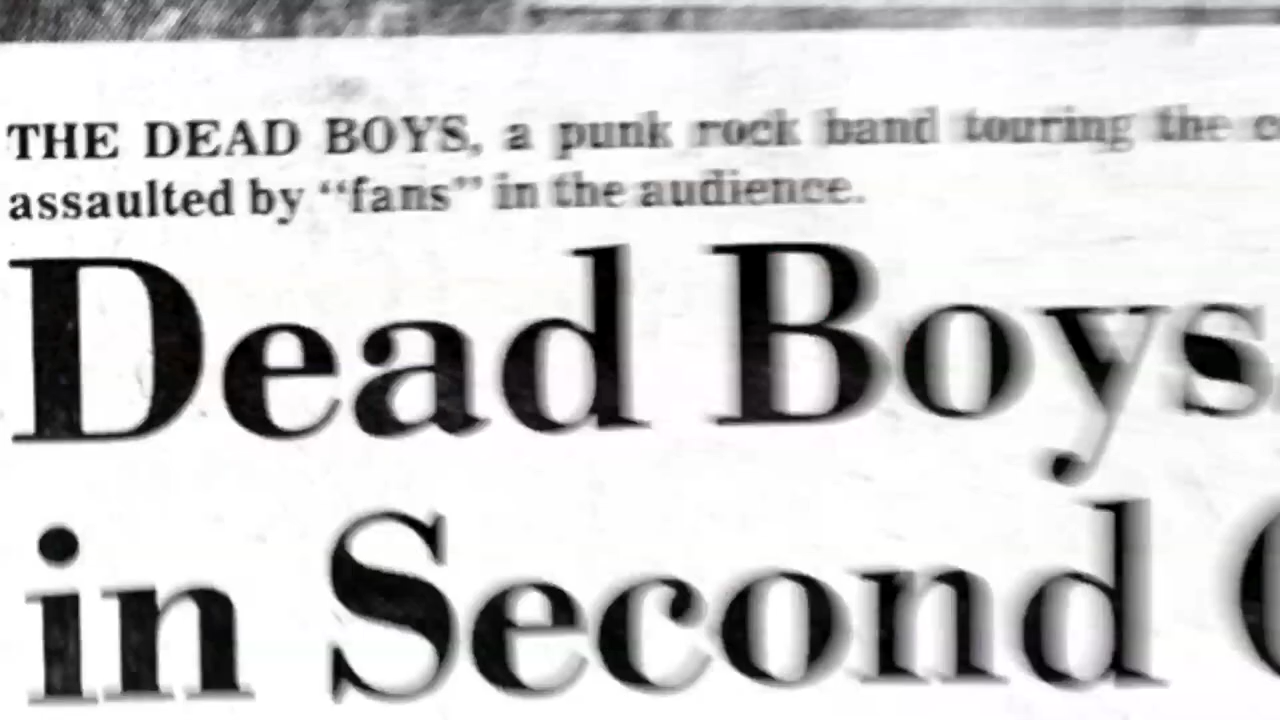 THE DEAD BOYS, a punk rock band touring the
assaulted by “fans” in the audience.
Dead Boys
in Second